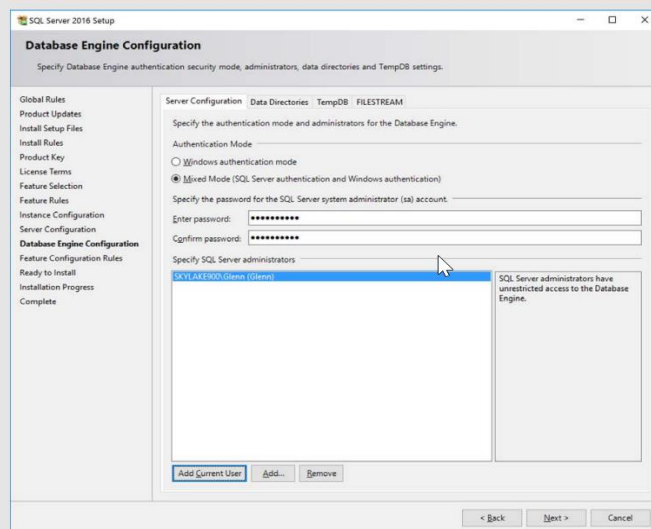 SQL Server 2016 Setup
Database Engine Configuration
Specify Database Engine authentication security mode, administrators, data directories and TempDB settings.
Global Rules
Product Updates
Install Setup Files
Install Rules
Product Key
License Terms
Feature Selection
Feature Rules
Instance Configuration
Server Configuration
Database Engine Configuration
Feature Configuration Rules
Ready to Install
Installation Progress
Complete
Server Configuration Data Directories TempDB FILESTREAM
Specify the authentication mode and administrators for the Database Engine.
Authentication Mode
Windows authentication mode
Mixed Mode (SQL Server authentication and Windows authentication)
Specify the password for the SQL Server system administrator (sa) account.
Enter password: ●●●●●●●●●●
Confirm password: ●●●●●●●●●●
Specify SQL Server administrators
SKYLAKE900\Glenn (Glenn)
SQL Server administrators have
unrestricted access to the Database
Engine.
Add Current User Add... Remove
< Back Next > Cancel